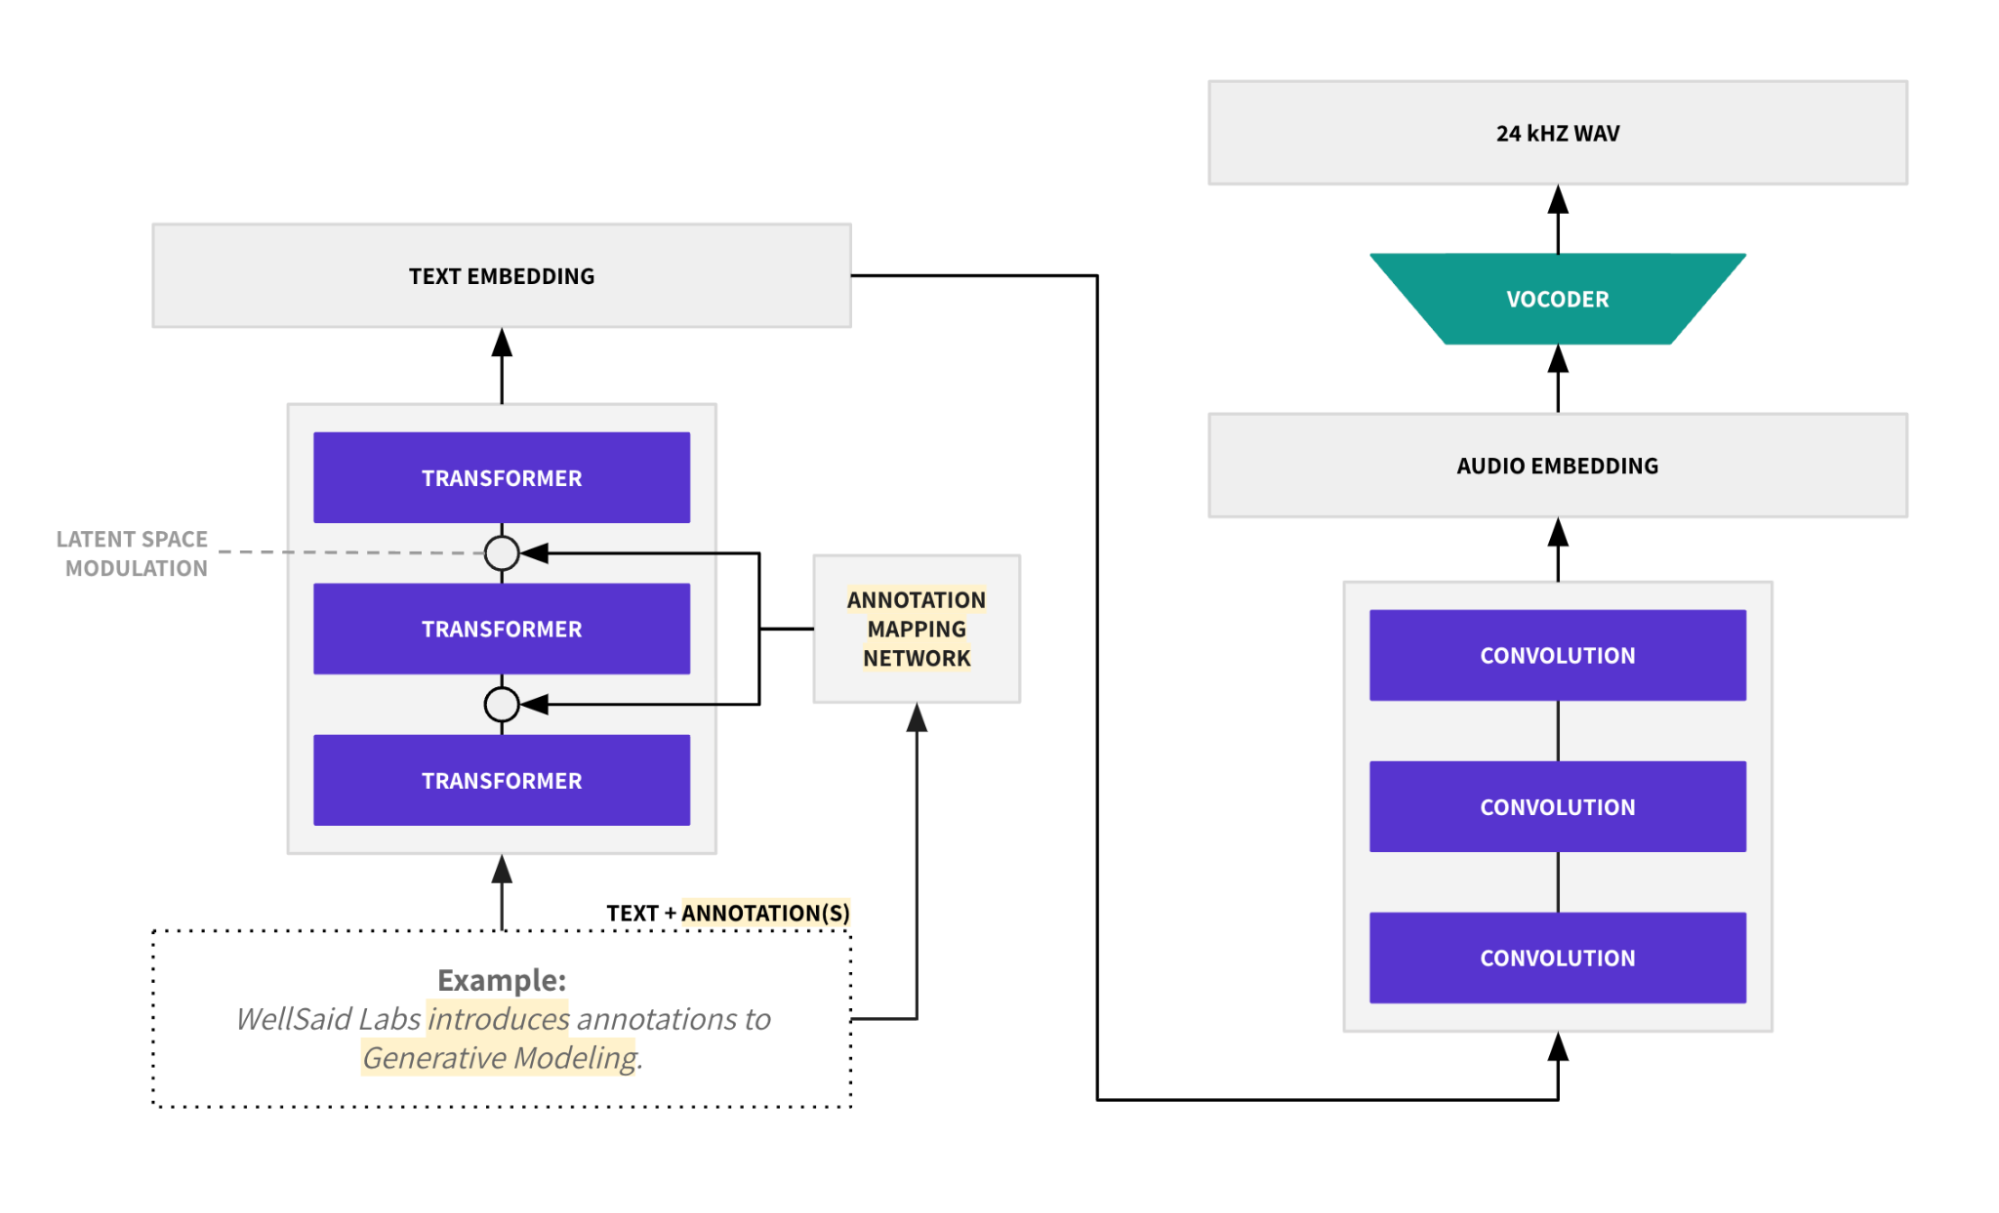 24 kHZ WAV
TEXT EMBEDDING
VOCODER
AUDIO EMBEDDING
TRANSFORMER
LATENT SPACE
MODULATION
TRANSFORMER
TRANSFORMER
ANNOTATION
MAPPING
NETWORK
CONVOLUTION
CONVOLUTION
CONVOLUTION
TEXT + ANNOTATION(S)
Example:
WellSaid Labs introduces annotations to
Generative Modeling.